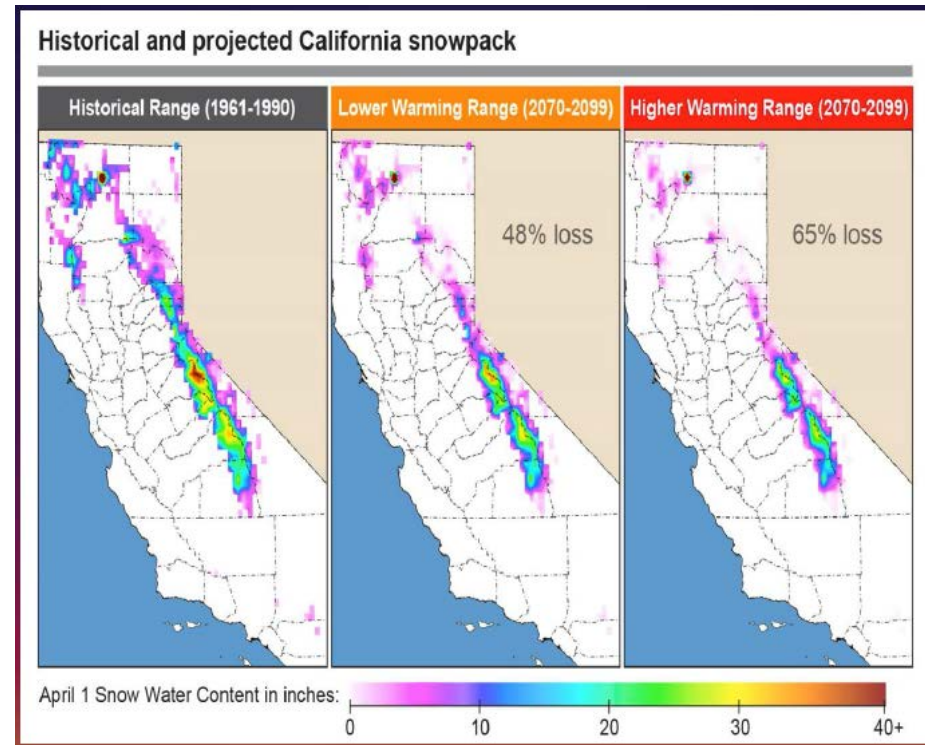 Historical and projected California snowpack
Historical Range (1961-1990)
Lower Warming Range (2070-2099)
Higher Warming Range (2070-2099)
48% loss
65% loss
April 1 Snow Water Content in inches:
0 10 20 30 40+